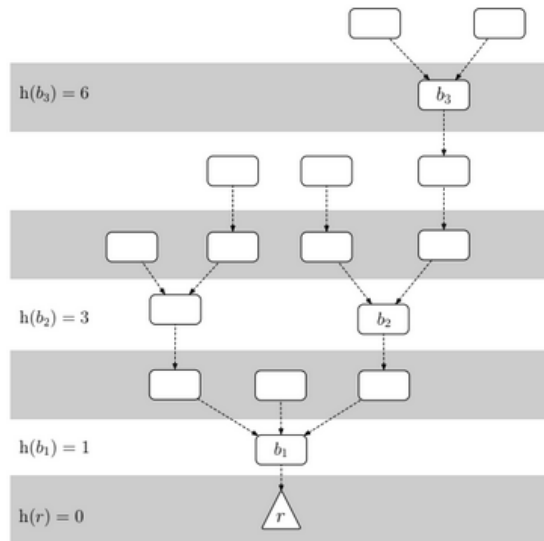 h(b₃) = 6
b₃
h(b₂) = 3
b₂
h(b₁) = 1
b₁
h(r) = 0
r